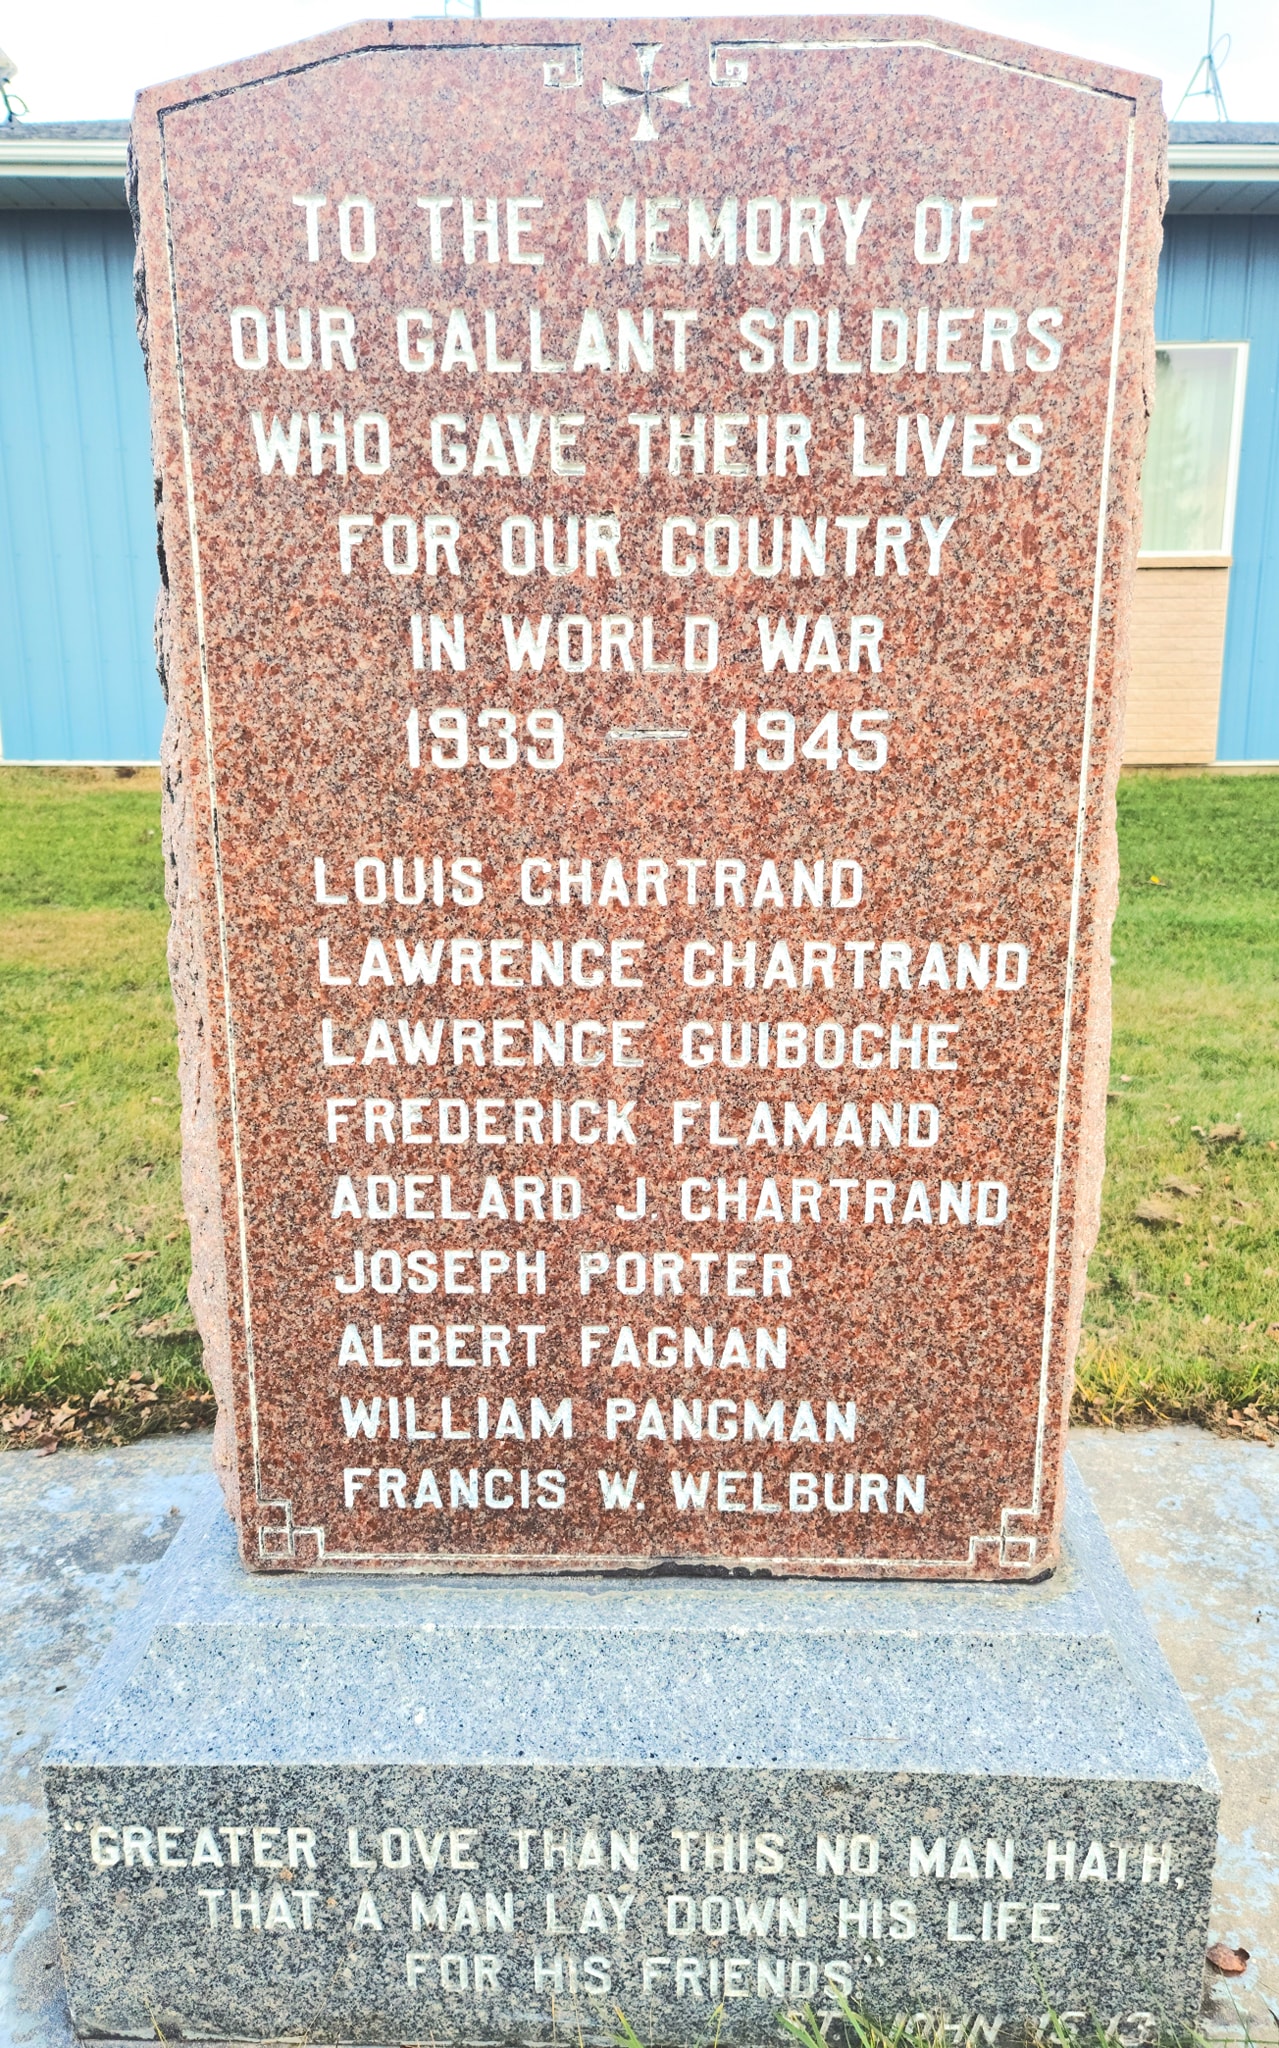 TO THE MEMORY OF
OUR GALLANT SOLDIERS
WHO GAVE THEIR LIVES
FOR OUR COUNTRY
IN WORLD WAR
1939 — 1945
LOUIS CHARTRAND
LAWRENCE CHARTRAND
LAWRENCE GUIBOCHE
FREDERICK FLAMAND
ADELARD J. CHARTRAND
JOSEPH PORTER
ALBERT FAGNAN
WILLIAM PANGMAN
FRANCIS W. WELBURN
"GREATER LOVE THAN THIS NO MAN HATH,
THAT A MAN LAY DOWN HIS LIFE
FOR HIS FRIENDS."
ST. JOHN 15.13